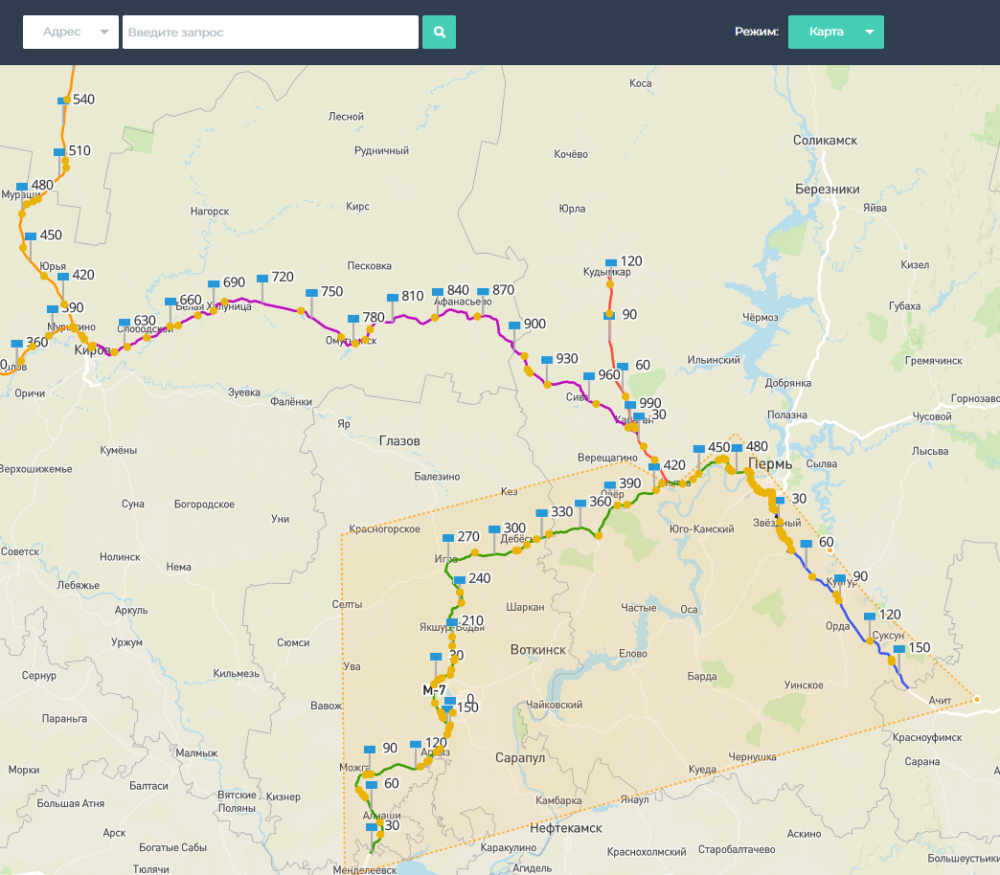 Адрес
Введите запрос
Режим:
Карта
Коса
540
Лесной
Соликамск
510
Рудничный
Кочёво
480
Мураши
Березники
Кирс
Юрла
Яйва
Нагорск
450
Юрья
Песковка
120
Кудымкар
Кизел
420
690
720
750
840
870
810
Афанасьево
Губаха
660
Белая Холуница
390
90
Чёрмоз
630
780
900
Мурыгино
Слободской
360
Омутнинск
Киров
930
60
Ильинский
Гремячинск
0
960
Добрянка
Оричи
Зуевка
Фалёнки
Сива
Горнозаво
990
30
Полазна
Чусовой
Яр
Глазов
Кумёны
450
480
Лысьва
Верещагино
420
Пермь
Сылва
Верхошижемье
Балезино
390
Кез
Очёр
Суна
Богородское
360
30
Уни
330
Звёздный
Красногорское
300
Юго-Камский
270
Дебёсы
60
Советск
Нолинск
Игра
Нема
240
90
Лебяжье
Кунгур
Селты
Шаркан
Частые
Оса
Аркуль
120
210
Якшур-Бодья
Орда
Суксун
Уржум
Сюмси
Воткинск
Елово
150
30
Ува
Сернур
Кильмезь
Барда
Уинское
М-7
0
Ачит
Вавож
150
Чайковский
Параньга
Красноуфимск
120
90
Малмыж
Сарапул
Чернушка
Сарана
Можга
Морки
Куеда
60
Балтаси
Большая Атня
Вятские
Поляны
Кизнер
Камбарка
Янаул
Алнаши
30
Нефтекамск
Арск
Аскино
Богатые Сабы
Каракулино
Краснохолмский
Старобалтачево
Большеустьики
Тюлячи
Менделеевск
Агидель